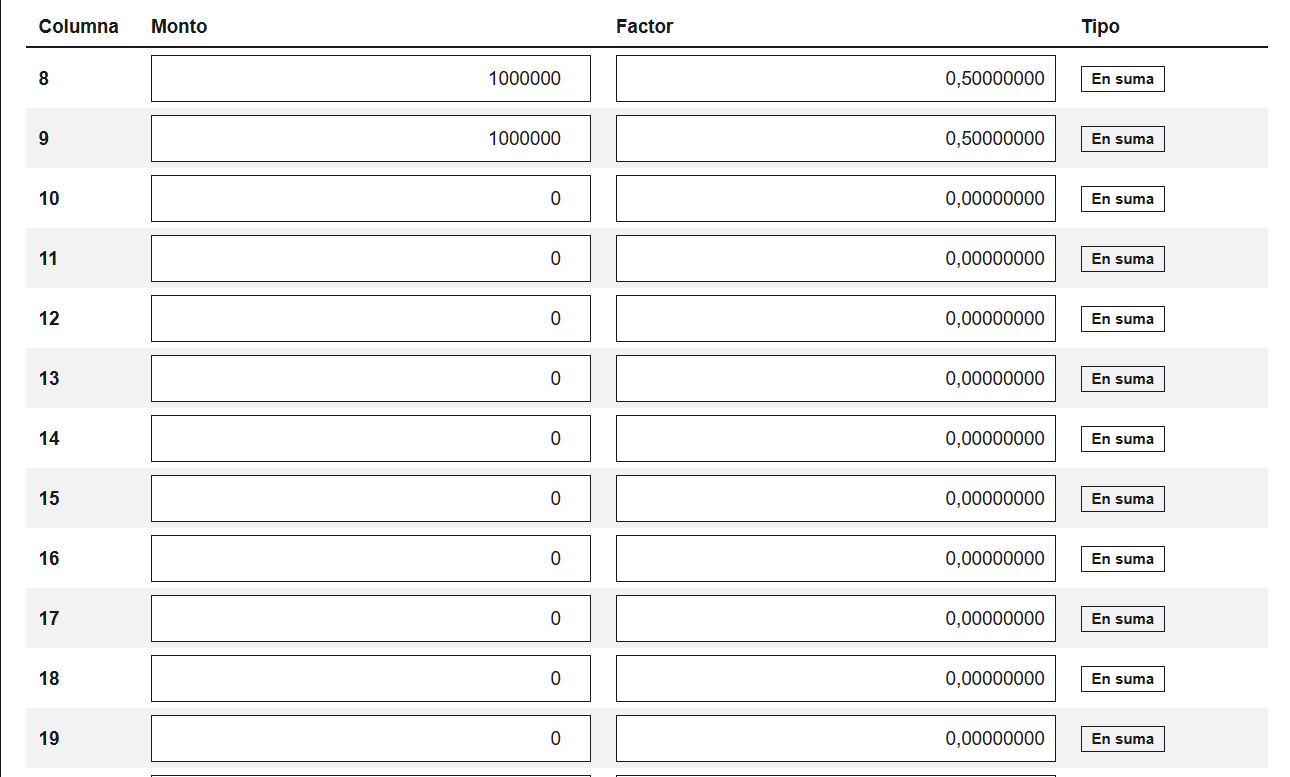 Columna Monto Factor Tipo
8 1000000 0,50000000 En suma
9 1000000 0,50000000 En suma
10 0 0,00000000 En suma
11 0 0,00000000 En suma
12 0 0,00000000 En suma
13 0 0,00000000 En suma
14 0 0,00000000 En suma
15 0 0,00000000 En suma
16 0 0,00000000 En suma
17 0 0,00000000 En suma
18 0 0,00000000 En suma
19 0 0,00000000 En suma